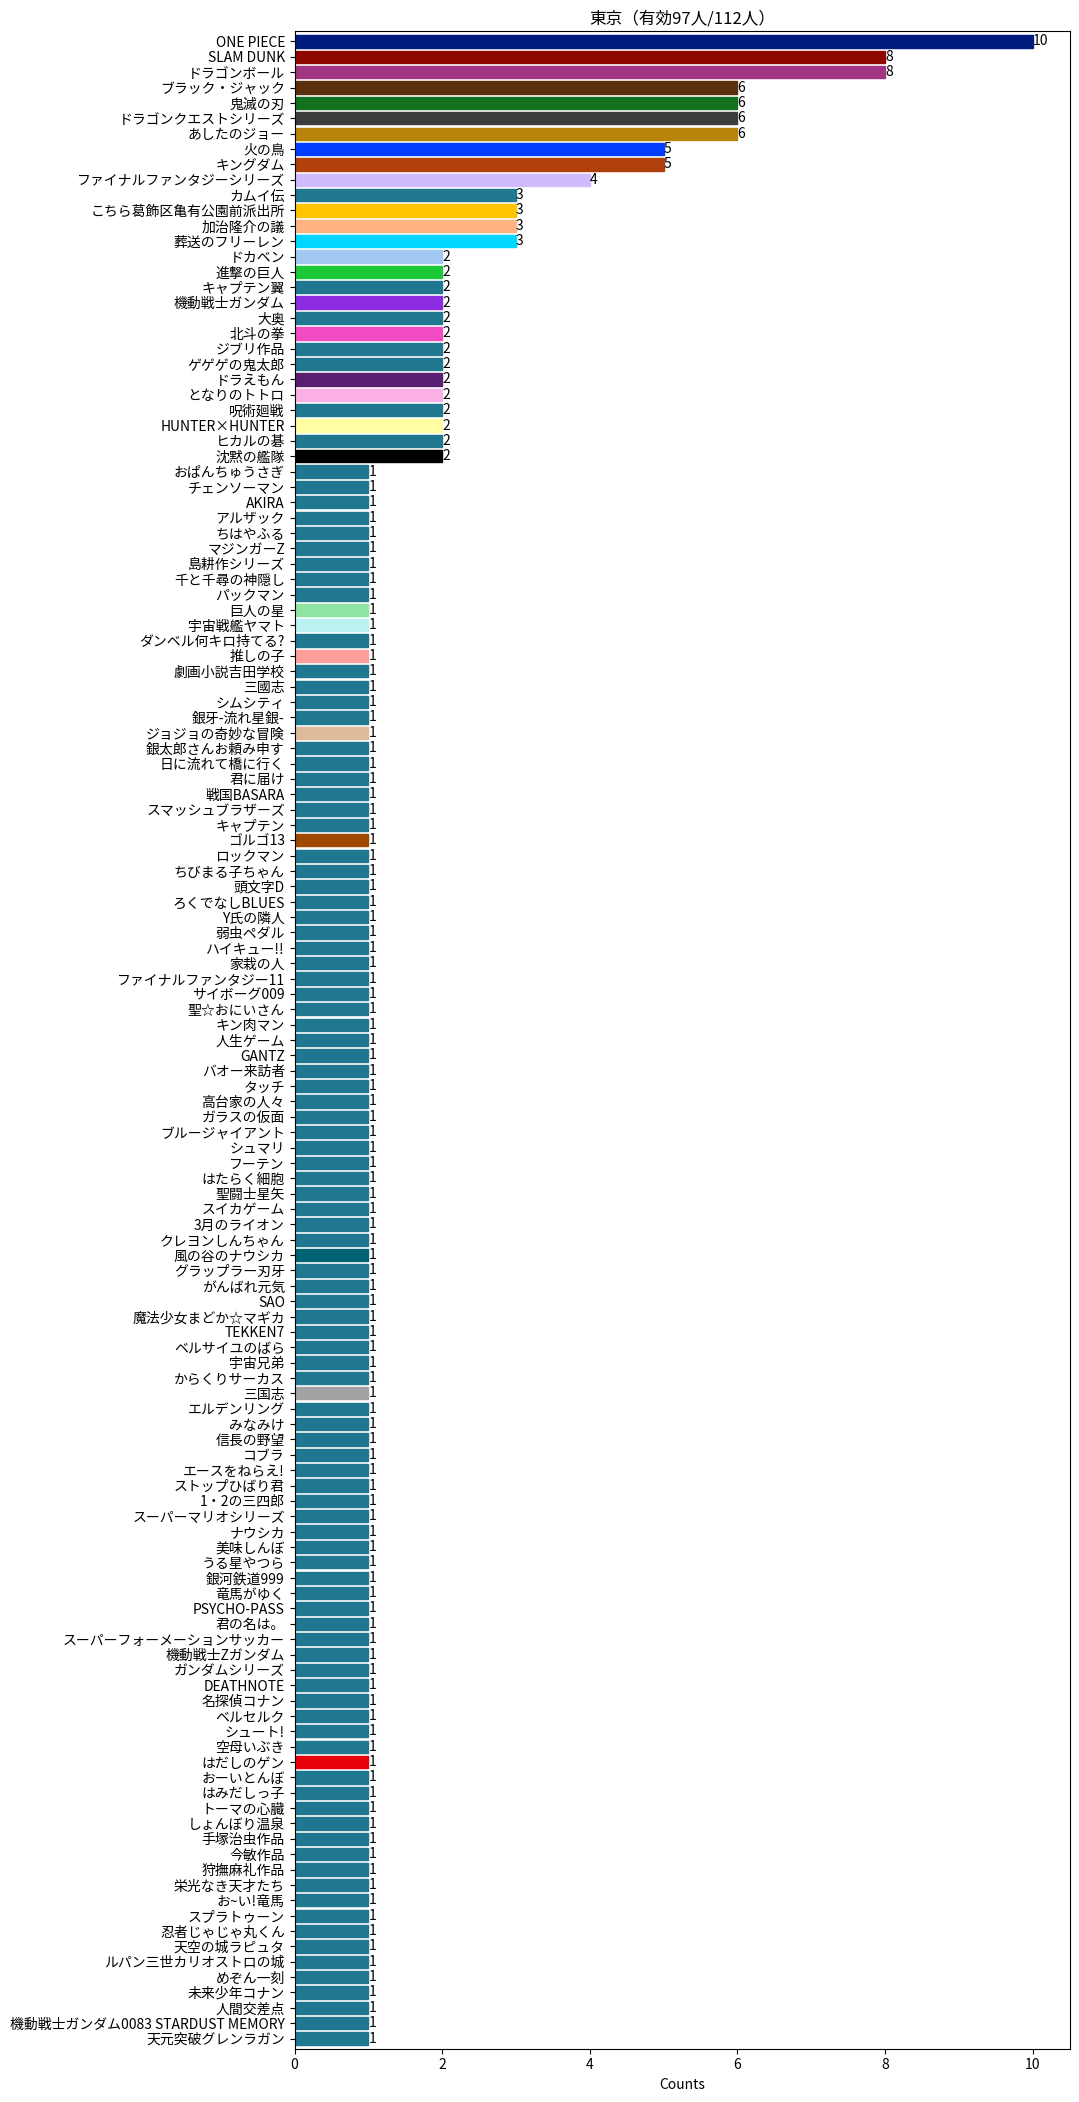 東京（有効97人/112人）
ONE PIECE 10
SLAM DUNK 8
ドラゴンボール 8
ブラック・ジャック 6
鬼滅の刃 6
ドラゴンクエストシリーズ 6
あしたのジョー 6
火の鳥 5
キングダム 5
ファイナルファンタジーシリーズ 4
カムイ伝 3
こちら葛飾区亀有公園前派出所 3
加治隆介の議 3
葬送のフリーレン 3
ドカベン 2
進撃の巨人 2
キャプテン翼 2
機動戦士ガンダム 2
大奥 2
北斗の拳 2
ジブリ作品 2
ゲゲゲの鬼太郎 2
ドラえもん 2
となりのトトロ 2
呪術廻戦 2
HUNTER×HUNTER 2
ヒカルの碁 2
沈黙の艦隊 2
おぱんちゅうさぎ 1
チェンソーマン 1
AKIRA 1
アルザック 1
ちはやふる 1
マジンガーZ 1
島耕作シリーズ 1
千と千尋の神隠し 1
パックマン 1
巨人の星 1
宇宙戦艦ヤマト 1
ダンベル何キロ持てる? 1
推しの子 1
劇画小説吉田学校 1
三國志 1
シムシティ 1
銀牙-流れ星銀- 1
ジョジョの奇妙な冒険 1
銀太郎さんお頼み申す 1
日に流れて橋に行く 1
君に届け 1
戦国BASARA 1
スマッシュブラザーズ 1
キャプテン 1
ゴルゴ13 1
ロックマン 1
ちびまる子ちゃん 1
頭文字D 1
ろくでなしBLUES 1
Y氏の隣人 1
弱虫ペダル 1
ハイキュー!! 1
家栽の人 1
ファイナルファンタジー11 1
サイボーグ009 1
聖☆おにいさん 1
キン肉マン 1
人生ゲーム 1
GANTZ 1
バオー来訪者 1
タッチ 1
高台家の人々 1
ガラスの仮面 1
ブルージャイアント 1
シュマリ 1
フーテン 1
はたらく細胞 1
聖闘士星矢 1
スイカゲーム 1
3月のライオン 1
クレヨンしんちゃん 1
風の谷のナウシカ 1
グラップラー刃牙 1
がんばれ元気 1
SAO 1
魔法少女まどか☆マギカ 1
TEKKEN7 1
ベルサイユのばら 1
宇宙兄弟 1
からくりサーカス 1
三国志 1
エルデンリング 1
みなみけ 1
信長の野望 1
コブラ 1
エースをねらえ! 1
ストップひばり君 1
1・2の三四郎 1
スーパーマリオシリーズ 1
ナウシカ 1
美味しんぼ 1
うる星やつら 1
銀河鉄道999 1
竜馬がゆく 1
PSYCHO-PASS 1
君の名は。 1
スーパーフォーメーションサッカー 1
機動戦士Zガンダム 1
ガンダムシリーズ 1
DEATHNOTE 1
名探偵コナン 1
ベルセルク 1
シュート! 1
空母いぶき 1
はだしのゲン 1
おーいとんぼ 1
はみだしっ子 1
トーマの心臓 1
しょんぼり温泉 1
手塚治虫作品 1
今敏作品 1
狩撫麻礼作品 1
栄光なき天才たち 1
お~い!竜馬 1
スプラトゥーン 1
忍者じゃじゃ丸くん 1
天空の城ラピュタ 1
ルパン三世カリオストロの城 1
めぞん一刻 1
未来少年コナン 1
人間交差点 1
機動戦士ガンダム0083 STARDUST MEMORY 1
天元突破グレンラガン 1
0 2 4 6 8 10
Counts